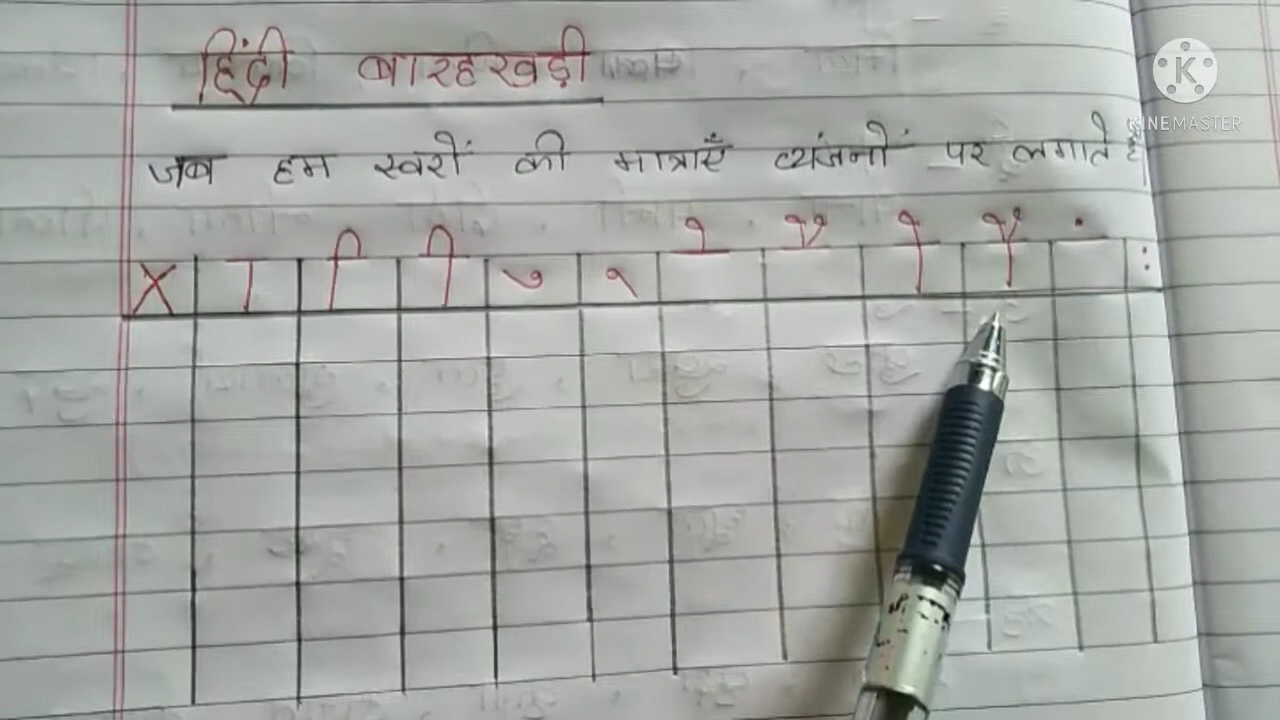 हिंदी बारहखड़ी
जब हम स्वरों की मात्राएँ व्यंजनों पर लगाते है
X ा ि ी ु ू े ै ो ौ ं ः
K
KINEMASTER